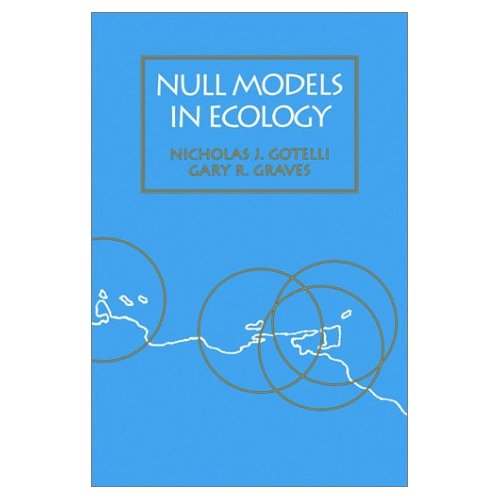 NULL MODELS
IN ECOLOGY
NICHOLAS J. GOTELLI
GARY R. GRAVES